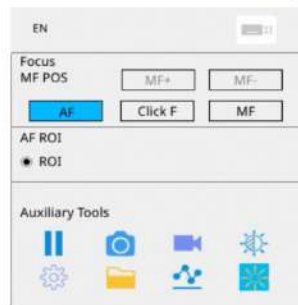 EN
Focus
MF POS
MF+ MF-
AF Click F MF
AF ROI
ROI
Auxiliary Tools